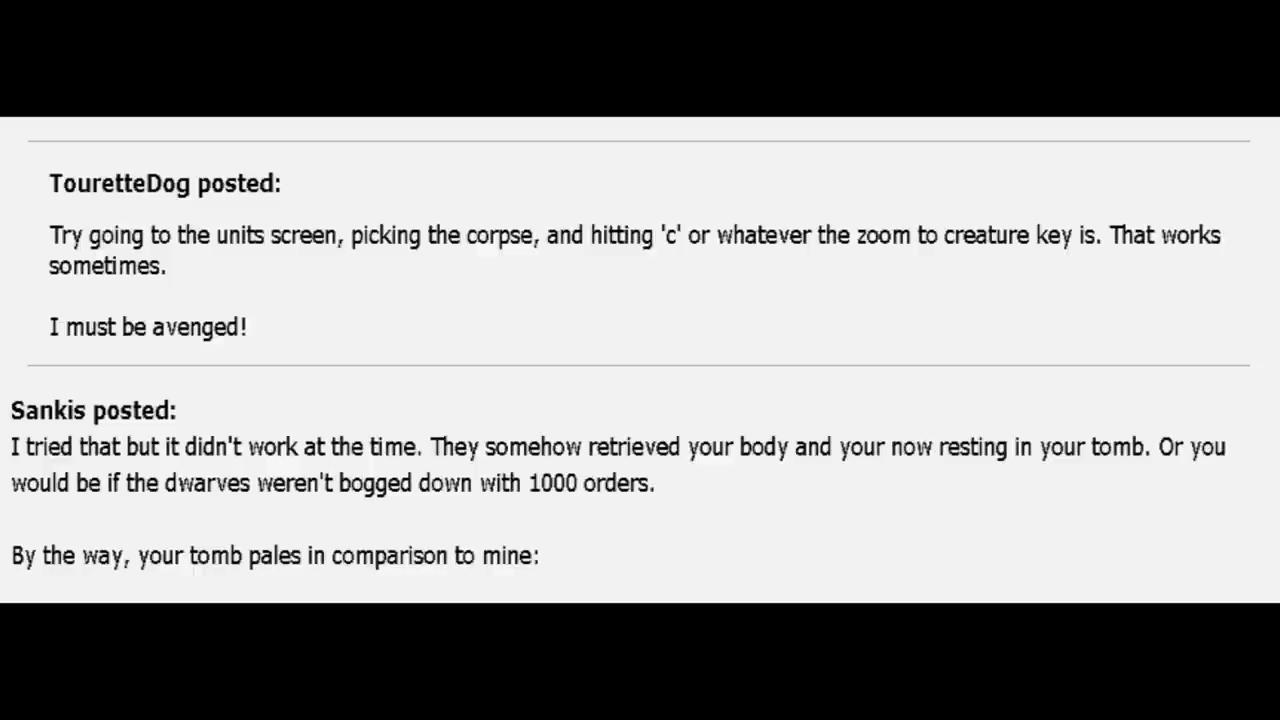 TouretteDog posted:
Try going to the units screen, picking the corpse, and hitting 'c' or whatever the zoom to creature key is. That works
sometimes.
I must be avenged!
Sankis posted:
I tried that but it didn't work at the time. They somehow retrieved your body and your now resting in your tomb. Or you
would be if the dwarves weren't bogged down with 1000 orders.
By the way, your tomb pales in comparison to mine: